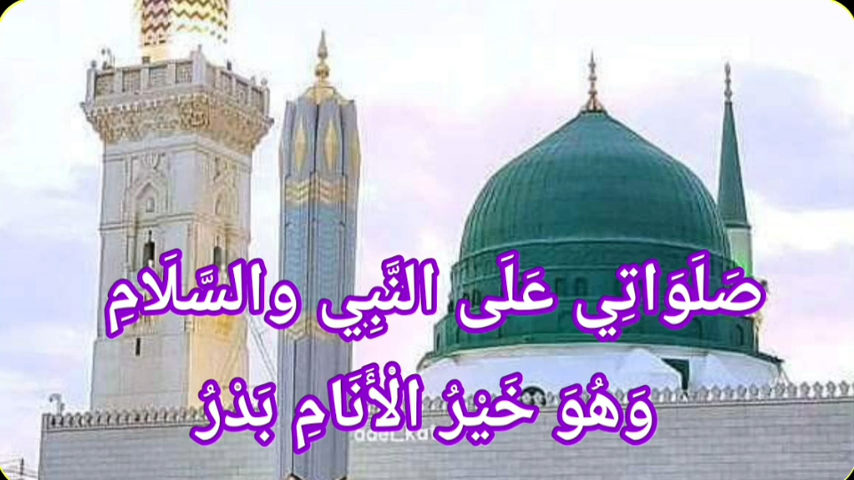 صَلَوَاتِي عَلَى النَّبِي والسَّلَامِ
وَهُوَ خَيْرُ الْأَنَامِ بَدْرُ